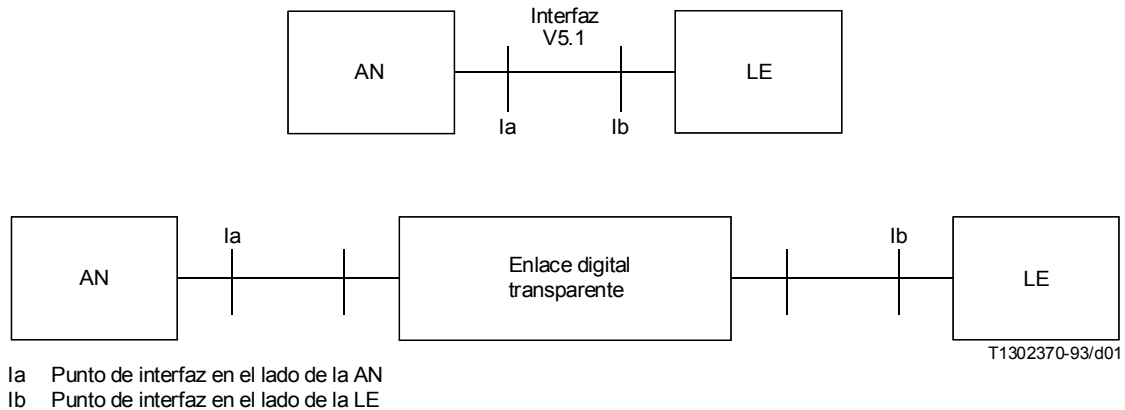 Interfaz
V5.1
AN
LE
Ia
Ib
Ia
Ib
AN
Enlace digital
transparente
LE
T1302370-93/d01
Ia Punto de interfaz en el lado de la AN
Ib Punto de interfaz en el lado de la LE